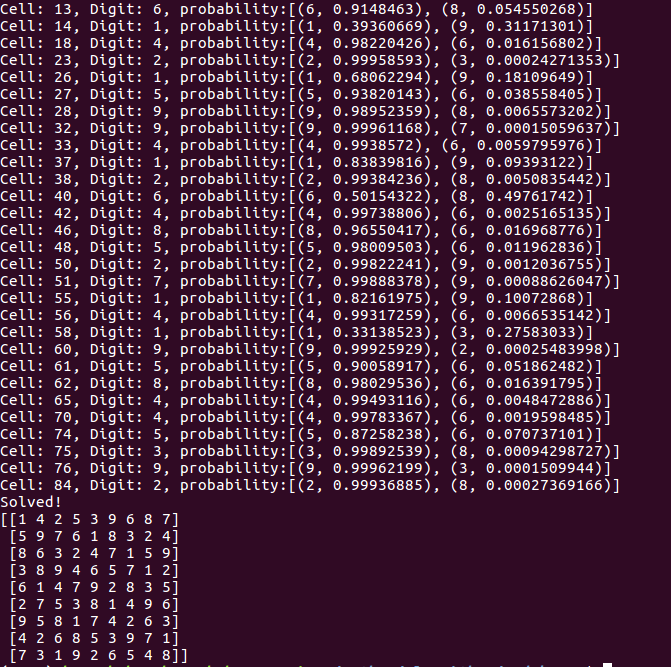 Cell: 13, Digit: 6, probability:[(6, 0.9148463), (8, 0.054550268)]
Cell: 14, Digit: 1, probability:[(1, 0.39360669), (9, 0.31171301)]
Cell: 18, Digit: 4, probability:[(4, 0.98220426), (6, 0.016156802)]
Cell: 23, Digit: 2, probability:[(2, 0.99958593), (3, 0.00024271353)]
Cell: 26, Digit: 1, probability:[(1, 0.68062294), (9, 0.18109649)]
Cell: 27, Digit: 5, probability:[(5, 0.93820143), (6, 0.038558405)]
Cell: 28, Digit: 9, probability:[(9, 0.98952359), (8, 0.0065573202)]
Cell: 32, Digit: 9, probability:[(9, 0.99961168), (7, 0.00015059637)]
Cell: 33, Digit: 4, probability:[(4, 0.9938572), (6, 0.0059795976)]
Cell: 37, Digit: 1, probability:[(1, 0.83839816), (9, 0.09393122)]
Cell: 38, Digit: 2, probability:[(2, 0.99384236), (8, 0.0050835442)]
Cell: 40, Digit: 6, probability:[(6, 0.50154322), (8, 0.49761742)]
Cell: 42, Digit: 4, probability:[(4, 0.99738806), (6, 0.0025165135)]
Cell: 46, Digit: 8, probability:[(8, 0.96550417), (6, 0.016968776)]
Cell: 48, Digit: 5, probability:[(5, 0.98009503), (6, 0.011962836)]
Cell: 50, Digit: 2, probability:[(2, 0.99822241), (9, 0.0012036755)]
Cell: 51, Digit: 7, probability:[(7, 0.99888378), (9, 0.00088626047)]
Cell: 55, Digit: 1, probability:[(1, 0.82161975), (9, 0.10072868)]
Cell: 56, Digit: 4, probability:[(4, 0.99317259), (6, 0.0066535142)]
Cell: 58, Digit: 1, probability:[(1, 0.33138523), (3, 0.27583033)]
Cell: 60, Digit: 9, probability:[(9, 0.99925929), (2, 0.00025483998)]
Cell: 61, Digit: 5, probability:[(5, 0.90058917), (6, 0.051862482)]
Cell: 62, Digit: 8, probability:[(8, 0.98029536), (6, 0.016391795)]
Cell: 65, Digit: 4, probability:[(4, 0.99493116), (6, 0.0048472886)]
Cell: 70, Digit: 4, probability:[(4, 0.99783367), (6, 0.0019598485)]
Cell: 74, Digit: 5, probability:[(5, 0.87258238), (6, 0.070737101)]
Cell: 75, Digit: 3, probability:[(3, 0.99892539), (8, 0.00094298727)]
Cell: 76, Digit: 9, probability:[(9, 0.99962199), (3, 0.0001509944)]
Cell: 84, Digit: 2, probability:[(2, 0.99936885), (8, 0.00027369166)]
Solved!
[[1 4 2 5 3 9 6 8 7]
[5 9 7 6 1 8 3 2 4]
[8 6 3 2 4 7 1 5 9]
[3 8 9 4 6 5 7 1 2]
[6 1 4 7 9 2 8 3 5]
[2 7 5 3 8 1 4 9 6]
[9 5 8 1 7 4 2 6 3]
[4 2 6 8 5 3 9 7 1]
[7 3 1 9 2 6 5 4 8]]